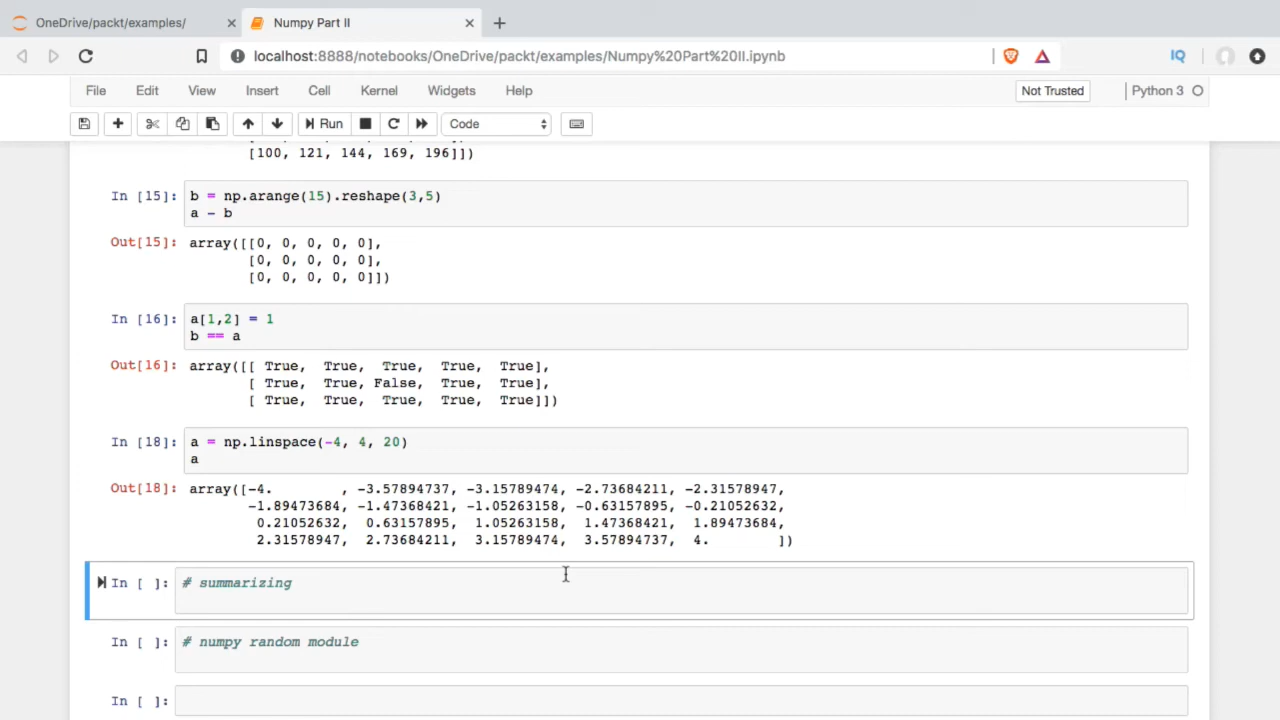 OneDrive/packt/examples/
Numpy Part II
localhost:8888/notebooks/OneDrive/packt/examples/Numpy%20Part%20II.ipynb
IQ
File Edit View Insert Cell Kernel Widgets Help
Not Trusted
Python 3
Run
Code
[100, 121, 144, 169, 196]])
In [15]: b = np.arange(15).reshape(3,5)
a - b
Out[15]: array([[0, 0, 0, 0, 0],
[0, 0, 0, 0, 0],
[0, 0, 0, 0, 0]])
In [16]: a[1,2] = 1
b == a
Out[16]: array([[ True, True, True, True, True],
[ True, True, False, True, True],
[ True, True, True, True, True]])
In [18]: a = np.linspace(-4, 4, 20)
a
Out[18]: array([-4. , -3.57894737, -3.15789474, -2.73684211, -2.31578947,
-1.89473684, -1.47368421, -1.05263158, -0.63157895, -0.21052632,
0.21052632, 0.63157895, 1.05263158, 1.47368421, 1.89473684,
2.31578947, 2.73684211, 3.15789474, 3.57894737, 4. ])
In [ ]: # summarizing
In [ ]: # numpy random module
In [ ]: